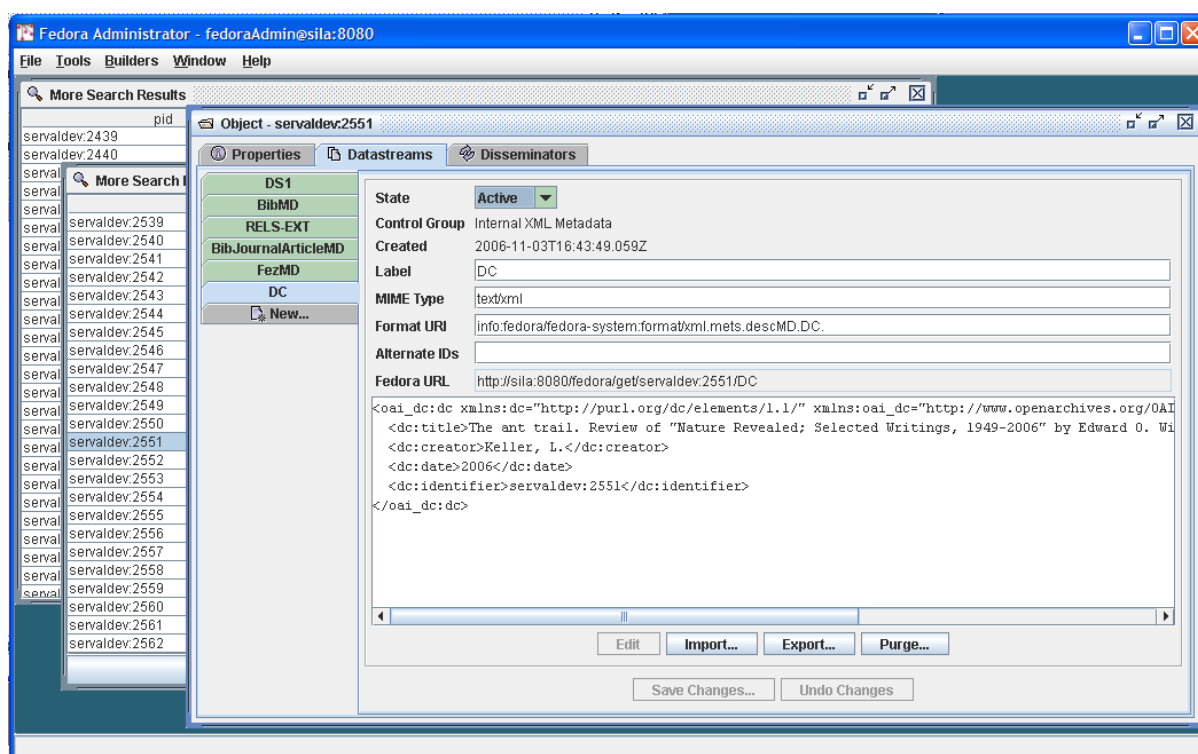 Fedora Administrator - fedoraAdmin@sila:8080
File Tools Builders Window Help
More Search Results
pid
servaldev:2439
servaldev:2440
More Search
servaldev:2539
servaldev:2540
servaldev:2541
servaldev:2542
servaldev:2543
servaldev:2544
servaldev:2545
servaldev:2546
servaldev:2547
servaldev:2548
servaldev:2549
servaldev:2550
servaldev:2551
servaldev:2552
servaldev:2553
servaldev:2554
servaldev:2555
servaldev:2556
servaldev:2557
servaldev:2558
servaldev:2559
servaldev:2560
servaldev:2561
servaldev:2562
Object - servaldev:2551
Properties Datastreams Disseminators
DS1
BibMD
RELS-EXT
BibJournalArticleMD
FezMD
DC
New...
State Active
Control Group Internal XML Metadata
Created 2006-11-03T16:43:49.059Z
Label DC
MIME Type text/xml
Format URI info:fedora/fedora-system:format/xml.mets.descMD.DC.
Alternate IDs
Fedora URL http://sila:8080/fedora/get/servaldev:2551/DC
<oai_dc:dc xmlns:dc="http://purl.org/dc/elements/1.1/" xmlns:oai_dc="http://www.openarchives.org/OAI
<dc:title>The ant trail. Review of "Nature Revealed; Selected Writings, 1949-2006" by Edward O. Wi
<dc:creator>Keller, L.</dc:creator>
<dc:date>2006</dc:date>
<dc:identifier>servaldev:2551</dc:identifier>
</oai_dc:dc>
Edit Import... Export... Purge...
Save Changes... Undo Changes